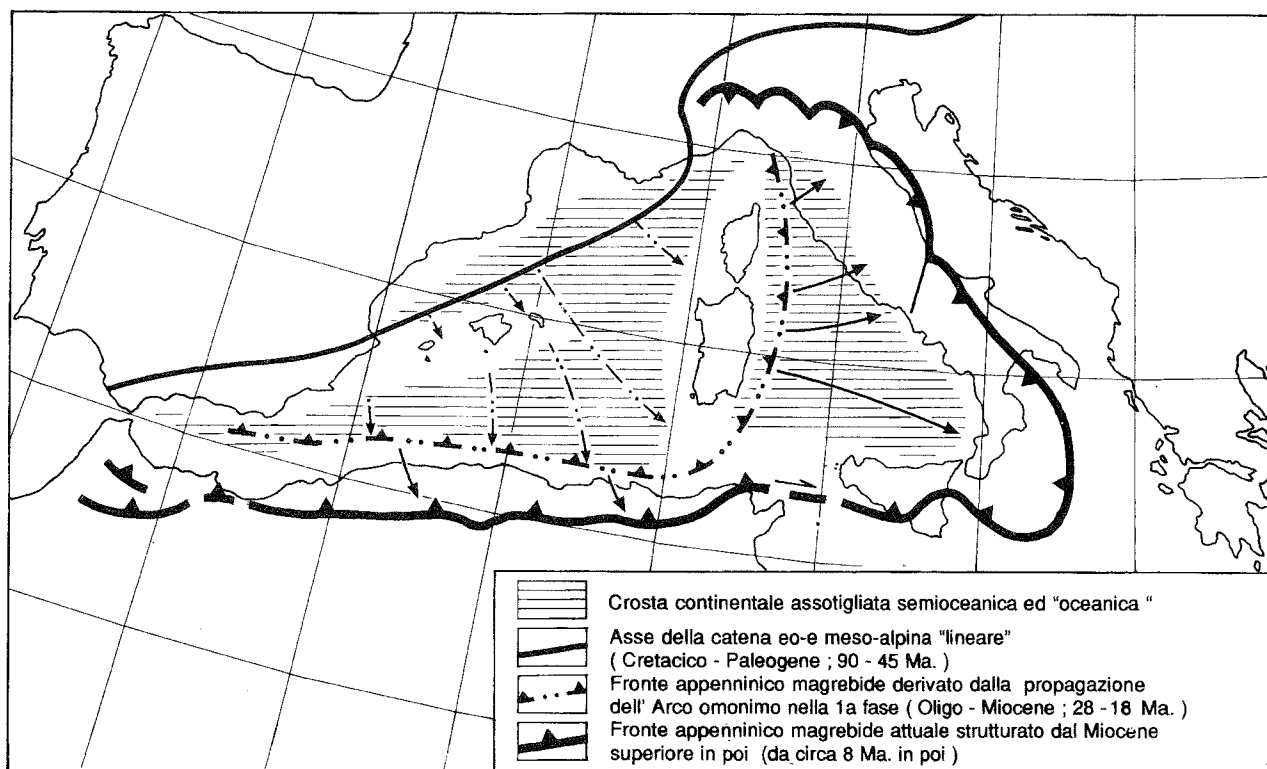 Crosta continentale assotigliata semioceanica ed "oceanica "
Asse della catena eo-e meso-alpina "lineare"
( Cretacico - Paleogene ; 90 - 45 Ma. )
Fronte appenninico magrebide derivato dalla propagazione
dell' Arco omonimo nella 1a fase ( Oligo - Miocene ; 28 -18 Ma. )
Fronte appenninico magrebide attuale strutturato dal Miocene
superiore in poi (da circa 8 Ma. in poi )